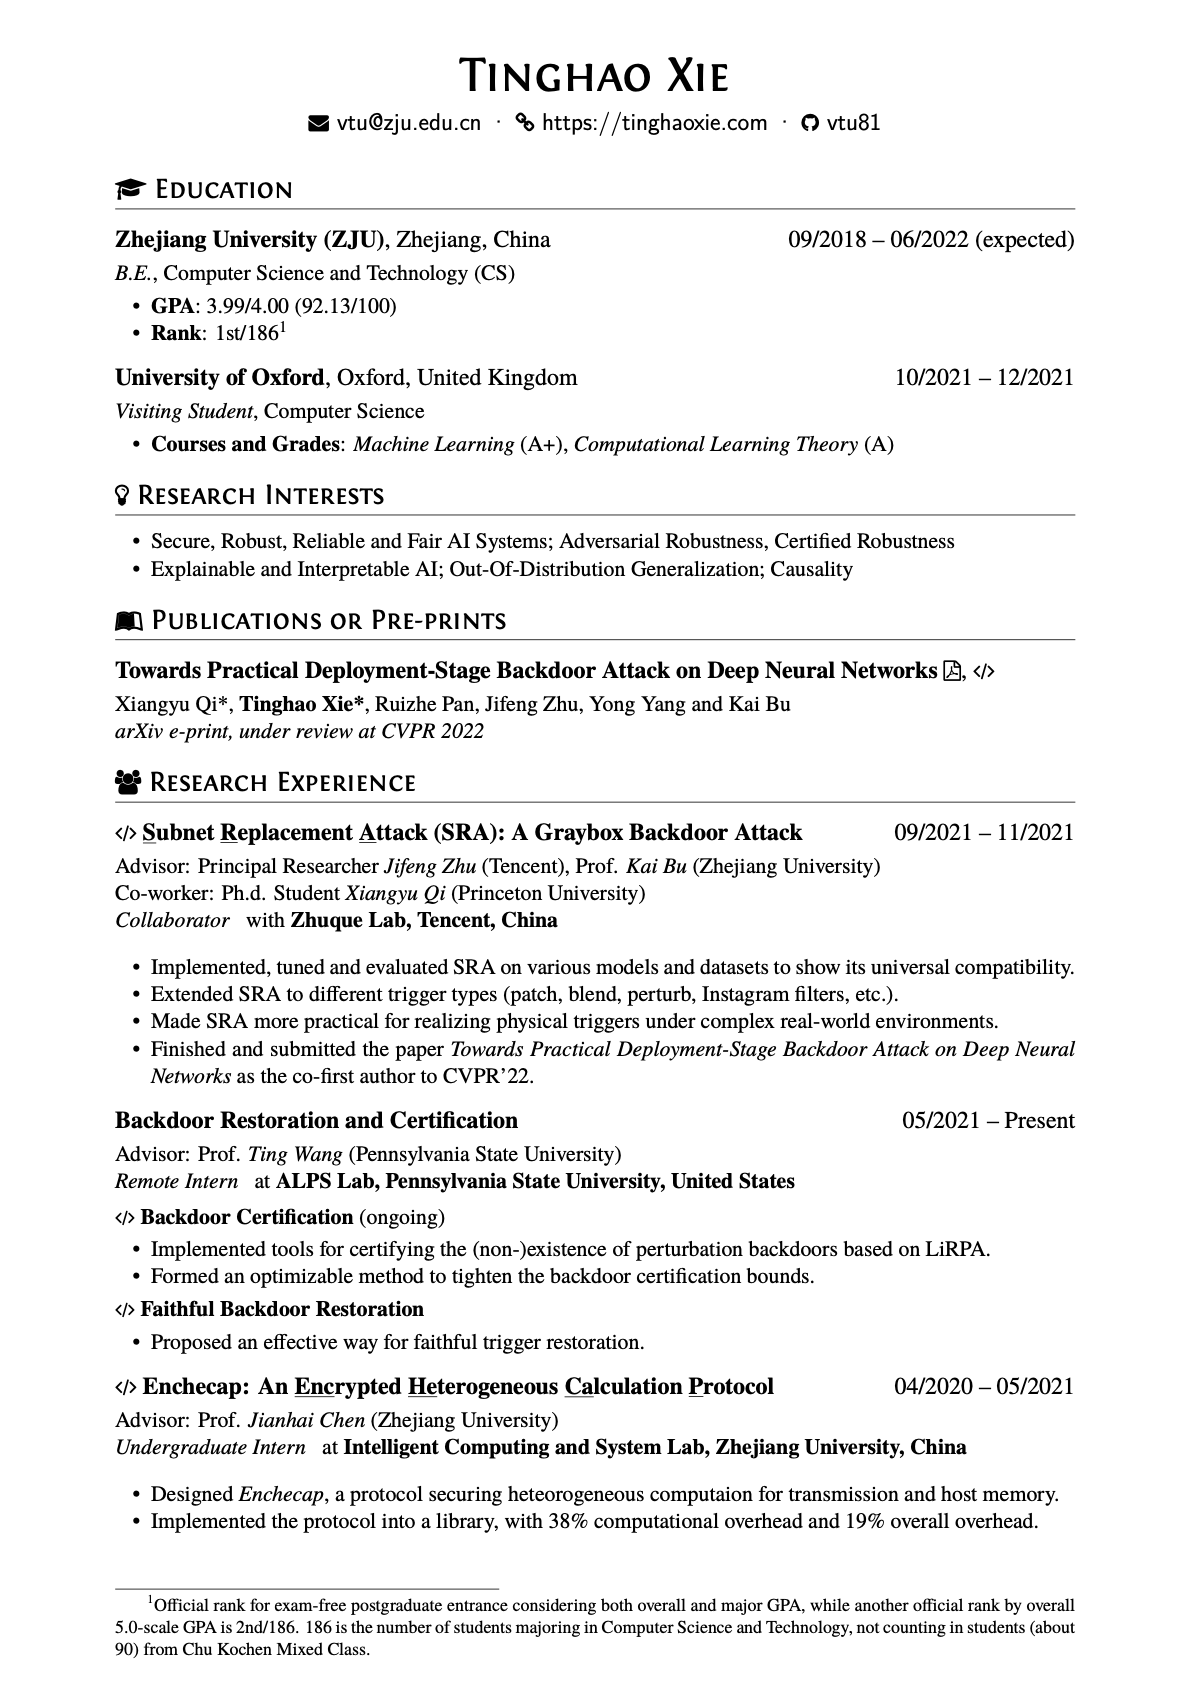 Tinghao Xie
vtu@zju.edu.cn · https://tinghaoxie.com · vtu81
Education
Zhejiang University (ZJU), Zhejiang, China 09/2018 – 06/2022 (expected)
B.E., Computer Science and Technology (CS)
• GPA: 3.99/4.00 (92.13/100)
• Rank: 1st/186¹
University of Oxford, Oxford, United Kingdom 10/2021 – 12/2021
Visiting Student, Computer Science
• Courses and Grades: Machine Learning (A+), Computational Learning Theory (A)
Research Interests
• Secure, Robust, Reliable and Fair AI Systems; Adversarial Robustness, Certified Robustness
• Explainable and Interpretable AI; Out-Of-Distribution Generalization; Causality
Publications or Pre-prints
Towards Practical Deployment-Stage Backdoor Attack on Deep Neural Networks , </>
Xiangyu Qi*, Tinghao Xie*, Ruizhe Pan, Jifeng Zhu, Yong Yang and Kai Bu
arXiv e-print, under review at CVPR 2022
Research Experience
</> Subnet Replacement Attack (SRA): A Graybox Backdoor Attack 09/2021 – 11/2021
Advisor: Principal Researcher Jifeng Zhu (Tencent), Prof. Kai Bu (Zhejiang University)
Co-worker: Ph.d. Student Xiangyu Qi (Princeton University)
Collaborator with Zhuque Lab, Tencent, China
• Implemented, tuned and evaluated SRA on various models and datasets to show its universal compatibility.
• Extended SRA to different trigger types (patch, blend, perturb, Instagram filters, etc.).
• Made SRA more practical for realizing physical triggers under complex real-world environments.
• Finished and submitted the paper Towards Practical Deployment-Stage Backdoor Attack on Deep Neural
Networks as the co-first author to CVPR’22.
Backdoor Restoration and Certification 05/2021 – Present
Advisor: Prof. Ting Wang (Pennsylvania State University)
Remote Intern at ALPS Lab, Pennsylvania State University, United States
</> Backdoor Certification (ongoing)
• Implemented tools for certifying the (non-)existence of perturbation backdoors based on LiRPA.
• Formed an optimizable method to tighten the backdoor certification bounds.
</> Faithful Backdoor Restoration
• Proposed an effective way for faithful trigger restoration.
</> Enchecap: An Encrypted Heterogeneous Calculation Protocol 04/2020 – 05/2021
Advisor: Prof. Jianhai Chen (Zhejiang University)
Undergraduate Intern at Intelligent Computing and System Lab, Zhejiang University, China
• Designed Enchecap, a protocol securing heteorogeneous computaion for transmission and host memory.
• Implemented the protocol into a library, with 38% computational overhead and 19% overall overhead.
¹Official rank for exam-free postgraduate entrance considering both overall and major GPA, while another official rank by overall
5.0-scale GPA is 2nd/186. 186 is the number of students majoring in Computer Science and Technology, not counting in students (about
90) from Chu Kochen Mixed Class.